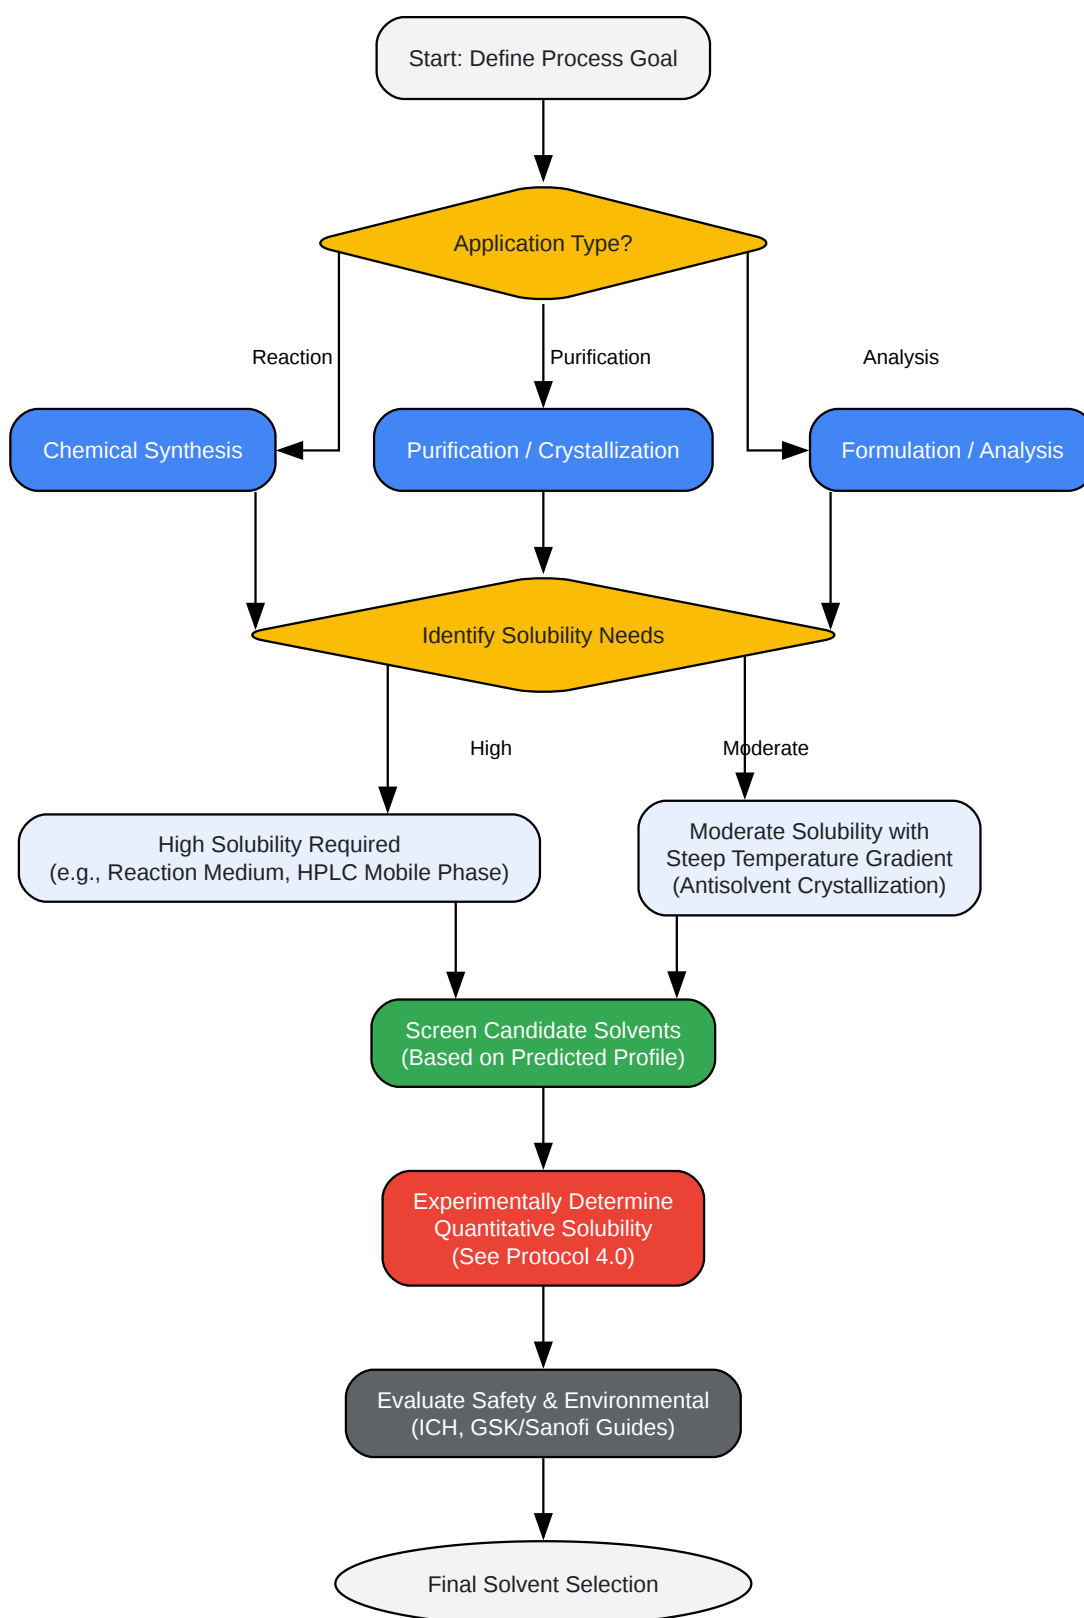 Start: Define Process Goal
Application Type?
Reaction
Purification
Analysis
Chemical Synthesis
Purification / Crystallization
Formulation / Analysis
Identify Solubility Needs
High
Moderate
High Solubility Required
(e.g., Reaction Medium, HPLC Mobile Phase)
Moderate Solubility with
Steep Temperature Gradient
(Antisolvent Crystallization)
Screen Candidate Solvents
(Based on Predicted Profile)
Experimentally Determine
Quantitative Solubility
(See Protocol 4.0)
Evaluate Safety & Environmental
(ICH, GSK/Sanofi Guides)
Final Solvent Selection